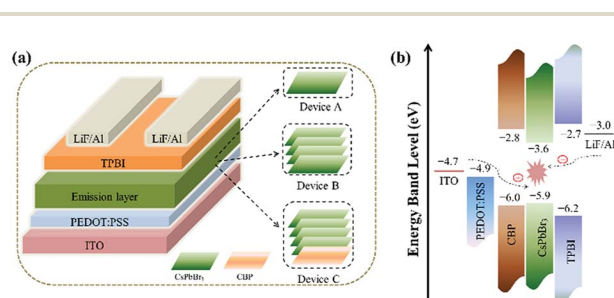 (a)
LiF/Al
LiF/Al
TPBI
Emission layer
PEDOT:PSS
ITO
Device A
Device B
Device C
CsPbBr₃
CBP
(b)
Energy Band Level (eV)
−2.8
−3.6
−2.7
−3.0
LiF/Al
−4.7
ITO
−4.9
PEDOT:PSS
−6.0
CBP
−5.9
CsPbBr₃
−6.2
TPBI